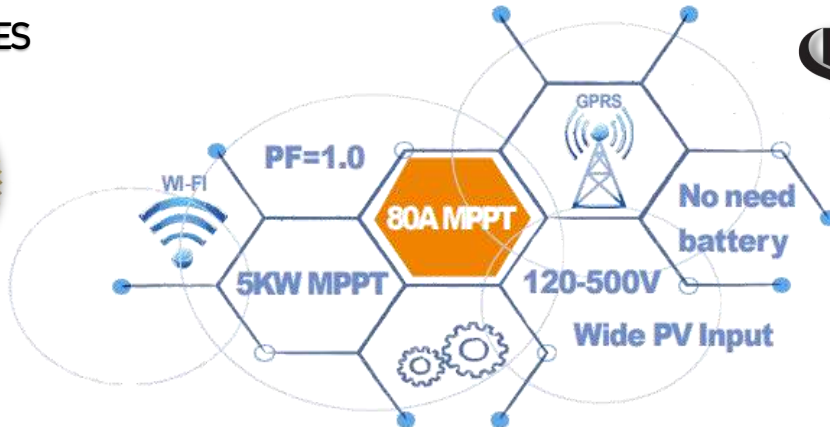 ES
GPRS
PF=1.0
WI-FI
80A MPPT
No need
battery
5KW MPPT
120-500V
Wide PV Input